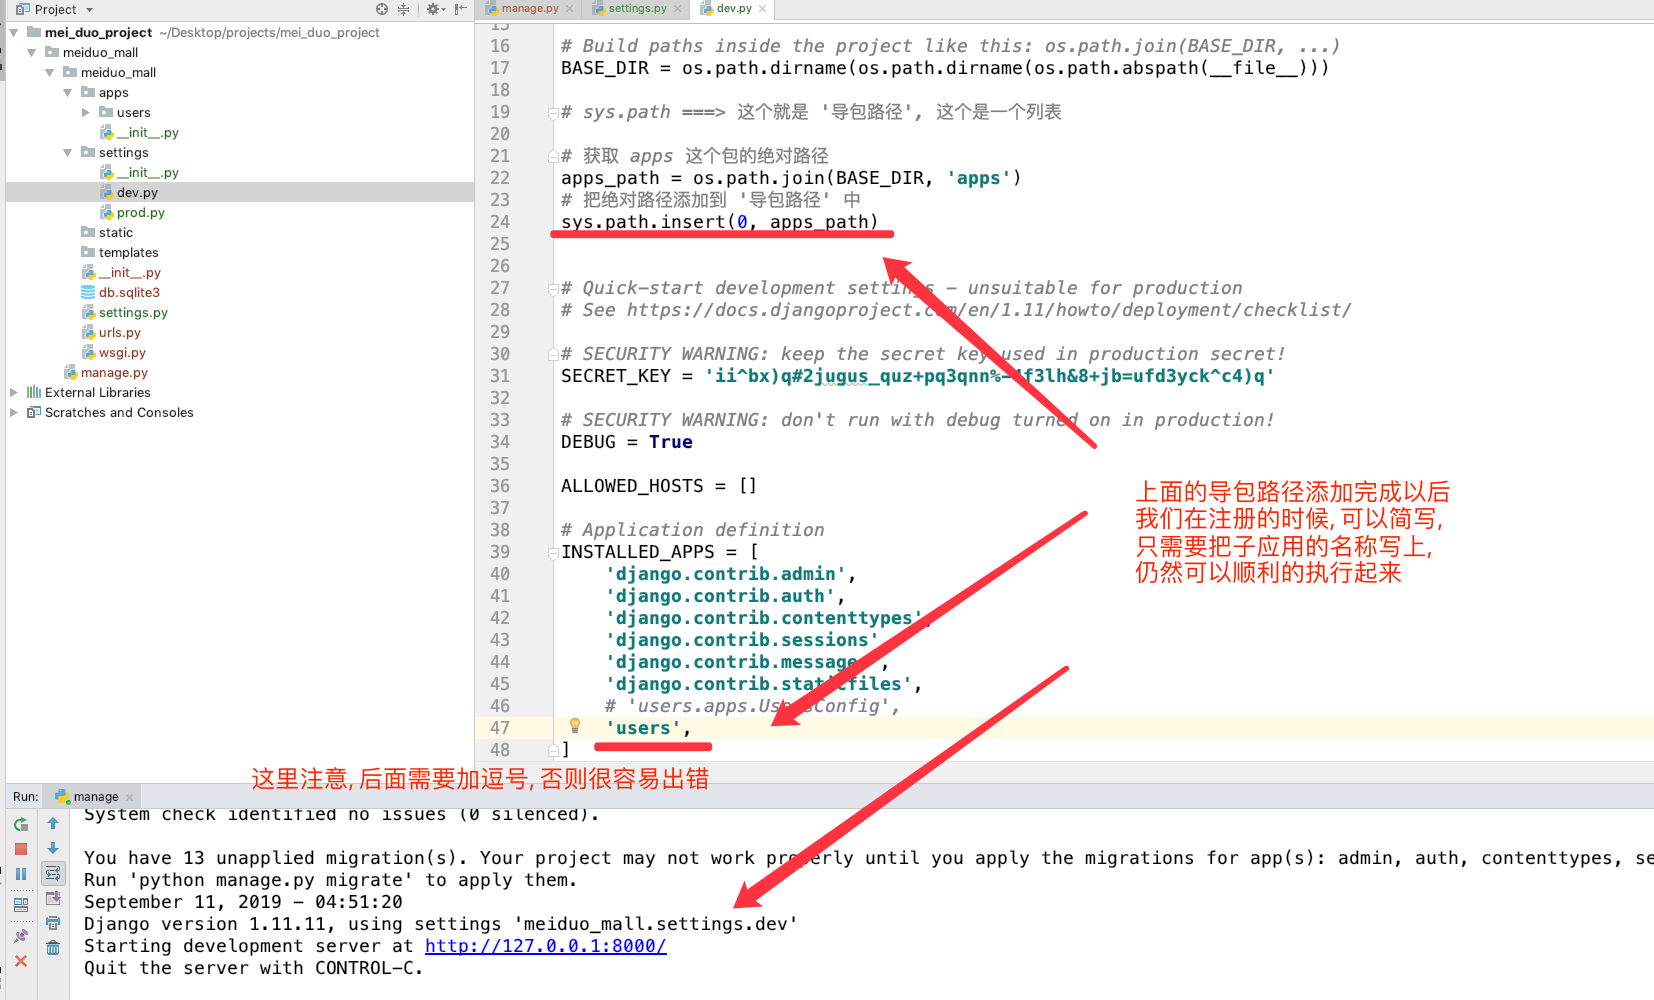 Project
manage.py
settings.py
dev.py
mei_duo_project ~/Desktop/projects/mei_duo_project
meiduo_mall
meiduo_mall
apps
users
__init__.py
settings
__init__.py
dev.py
prod.py
static
templates
__init__.py
db.sqlite3
settings.py
urls.py
wsgi.py
manage.py
External Libraries
Scratches and Consoles
15
16 # Build paths inside the project like this: os.path.join(BASE_DIR, ...)
17 BASE_DIR = os.path.dirname(os.path.dirname(os.path.abspath(__file__)))
18
19 # sys.path ===> 这个就是 '导包路径', 这个是一个列表
20
21 # 获取 apps 这个包的绝对路径
22 apps_path = os.path.join(BASE_DIR, 'apps')
23 # 把绝对路径添加到 '导包路径' 中
24 sys.path.insert(0, apps_path)
25
26
27 # Quick-start development settings - unsuitable for production
28 # See https://docs.djangoproject.com/en/1.11/howto/deployment/checklist/
29
30 # SECURITY WARNING: keep the secret key used in production secret!
31 SECRET_KEY = 'ii^bx)q#2jugus_quz+pq3qnn%-4f3lh&8+jb=ufd3yck^c4)q'
32
33 # SECURITY WARNING: don't run with debug turned on in production!
34 DEBUG = True
35
36 ALLOWED_HOSTS = []
37
38 # Application definition
39 INSTALLED_APPS = [
40 'django.contrib.admin',
41 'django.contrib.auth',
42 'django.contrib.contenttypes',
43 'django.contrib.sessions'
44 'django.contrib.message ,
45 'django.contrib.staticfiles',
46 # 'users.apps.UsersConfig',
47 'users',
48 ]
上面的导包路径添加完成以后
我们在注册的时候, 可以简写,
只需要把子应用的名称写上,
仍然可以顺利的执行起来
这里注意, 后面需要加逗号, 否则很容易出错
Run: manage
System check identified no issues (0 silenced).
You have 13 unapplied migration(s). Your project may not work properly until you apply the migrations for app(s): admin, auth, contenttypes, se
Run 'python manage.py migrate' to apply them.
September 11, 2019 - 04:51:20
Django version 1.11.11, using settings 'meiduo_mall.settings.dev'
Starting development server at http://127.0.0.1:8000/
Quit the server with CONTROL-C.